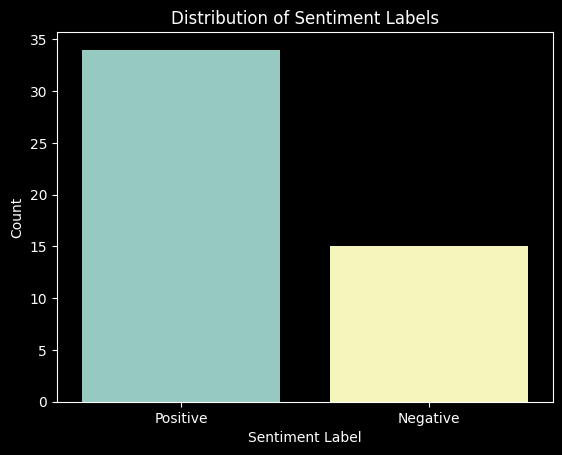 Distribution of Sentiment Labels
35
30
25
20
15
10
5
0
Count
Positive Negative
Sentiment Label